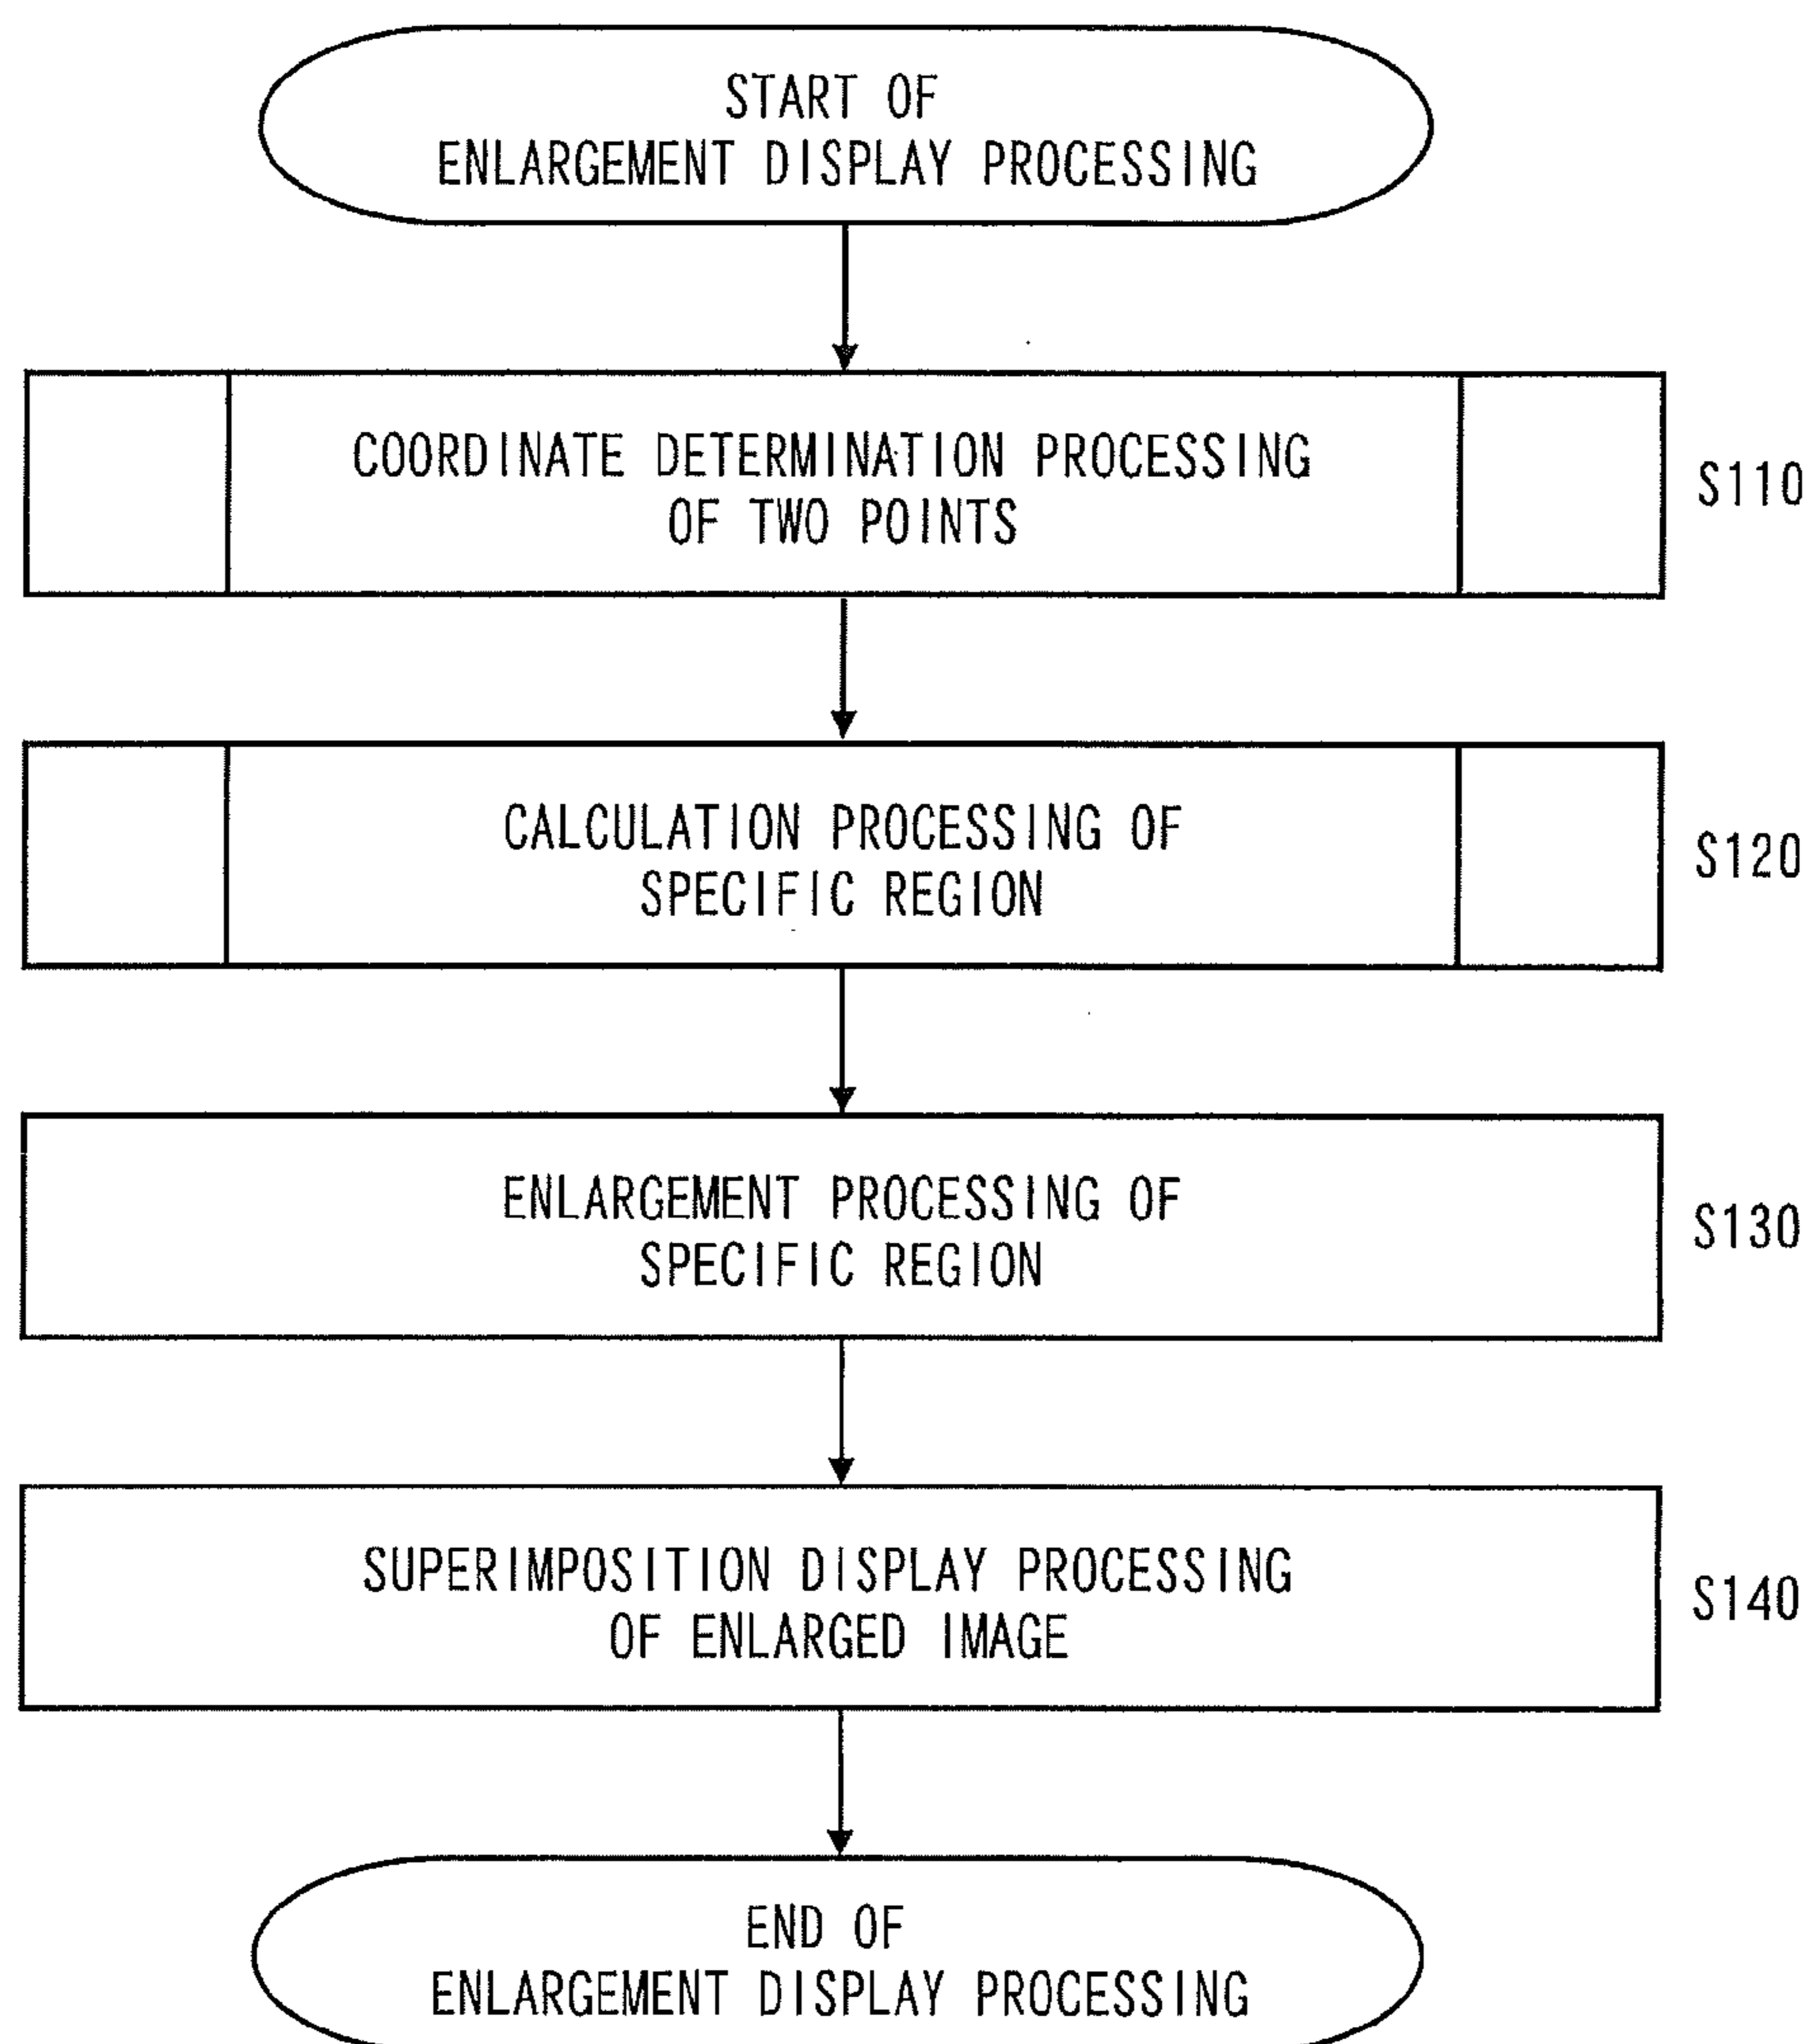 START OF
ENLARGEMENT DISPLAY PROCESSING
COORDINATE DETERMINATION PROCESSING
OF TWO POINTS
S110
CALCULATION PROCESSING OF
SPECIFIC REGION
S120
ENLARGEMENT PROCESSING OF
SPECIFIC REGION
S130
SUPERIMPOSITION DISPLAY PROCESSING
OF ENLARGED IMAGE
S140
END OF
ENLARGEMENT DISPLAY PROCESSING